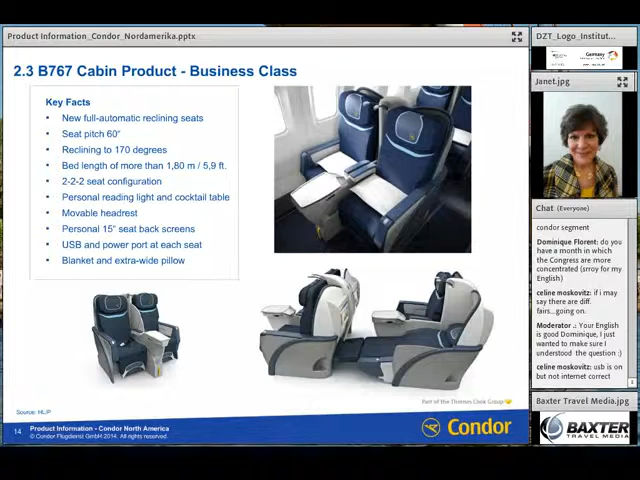 Product Information_Condor_Nordamerika.pptx
2.3 B767 Cabin Product - Business Class
Key Facts
• New full-automatic reclining seats
• Seat pitch 60"
• Reclining to 170 degrees
• Bed length of more than 1,80 m / 5,9 ft.
• 2-2-2 seat configuration
• Personal reading light and cocktail table
• Movable headrest
• Personal 15" seat back screens
• USB and power port at each seat
• Blanket and extra-wide pillow
Part of the Thomas Cook Group
Source: HL/P
14 Product Information - Condor North America
© Condor Flugdienst GmbH 2014. All rights reserved.
Condor
DZT_Logo_Institut...
Germany
Janet.jpg
Chat (Everyone)
condor segment
Dominique Florent: do you
have a month in which
the Congress are more
concentrated (srroy for my
English)
celine moskovitz: if i may
say there are diff.
fairs...going on.
Moderator .: Your English
is good Dominique, I just
wanted to make sure I
understood the question :)
celine moskovitz: usb is on
but not internet correct
Baxter Travel Media.jpg
BAXTER
TRAVEL MEDIA